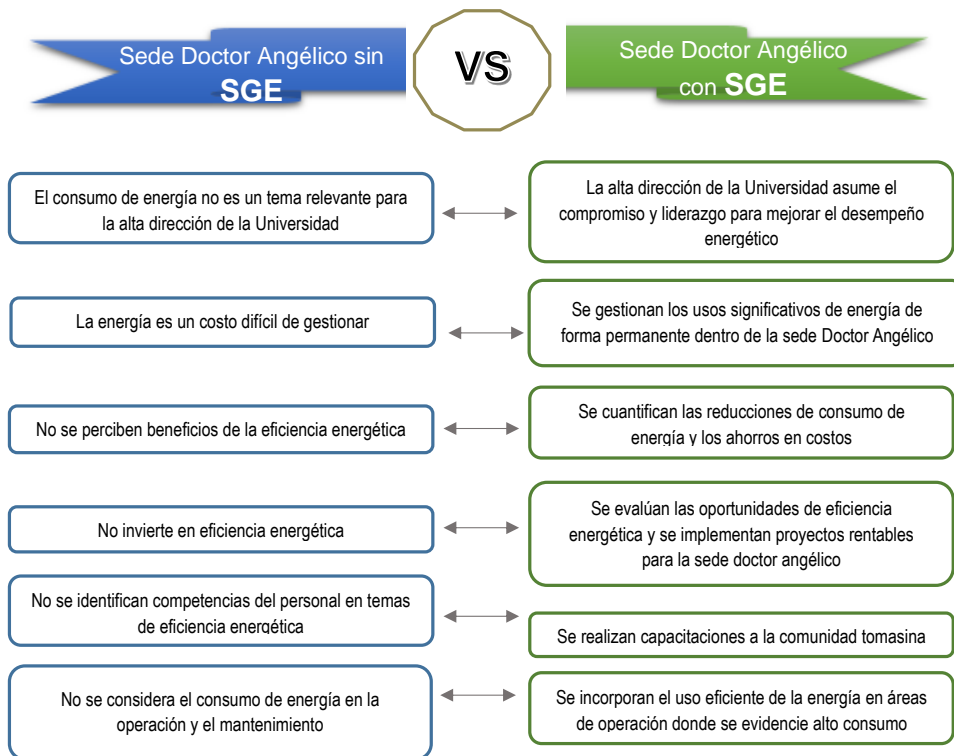 Sede Doctor Angélico sin
SGE
VS
Sede Doctor Angélico
con SGE
El consumo de energía no es un tema relevante para
la alta dirección de la Universidad
La alta dirección de la Universidad asume el
compromiso y liderazgo para mejorar el desempeño
energético
La energía es un costo difícil de gestionar
Se gestionan los usos significativos de energía de
forma permanente dentro de la sede Doctor Angélico
No se perciben beneficios de la eficiencia energética
Se cuantifican las reducciones de consumo de
energía y los ahorros en costos
No invierte en eficiencia energética
Se evalúan las oportunidades de eficiencia
energética y se implementan proyectos rentables
para la sede doctor angélico
No se identifican competencias del personal en temas
de eficiencia energética
Se realizan capacitaciones a la comunidad tomasina
No se considera el consumo de energía en la
operación y el mantenimiento
Se incorporan el uso eficiente de la energía en áreas
de operación donde se evidencie alto consumo